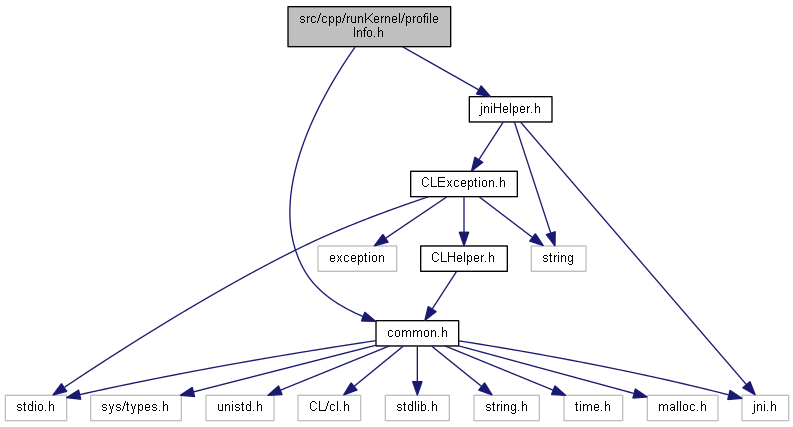 src/cpp/runKernel/profile
Info.h
jniHelper.h
CLException.h
exception
CLHelper.h
string
common.h
stdio.h
sys/types.h
unistd.h
CL/cl.h
stdlib.h
string.h
time.h
malloc.h
jni.h